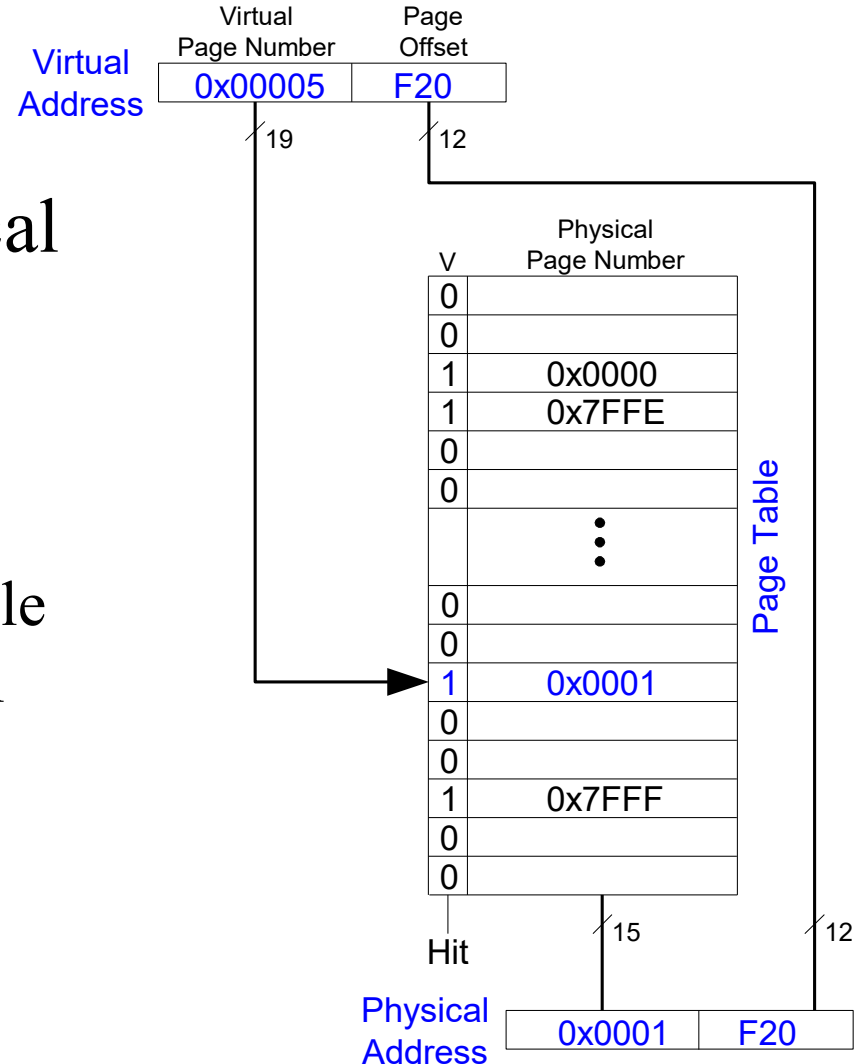 Virtual Page Number
Page Offset
Virtual Address
0x00005 F20
19 12
Physical Page Number
V
0
0
1 0x0000
1 0x7FFE
0
0
0
0
1 0x0001
0
0
1 0x7FFF
0
0
Page Table
Hit
15 12
Physical Address
0x0001 F20